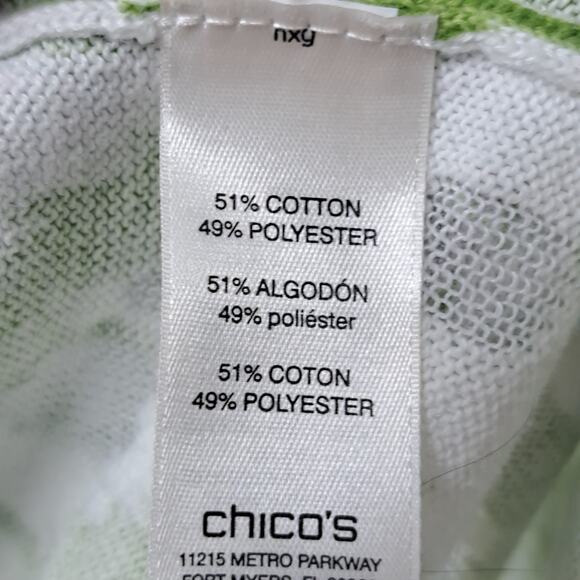 nxg
51% COTTON
49% POLYESTER
51% ALGODÓN
49% poliéster
51% COTON
49% POLYESTER
chico's
11215 METRO PARKWAY
FORT MYERS, FL